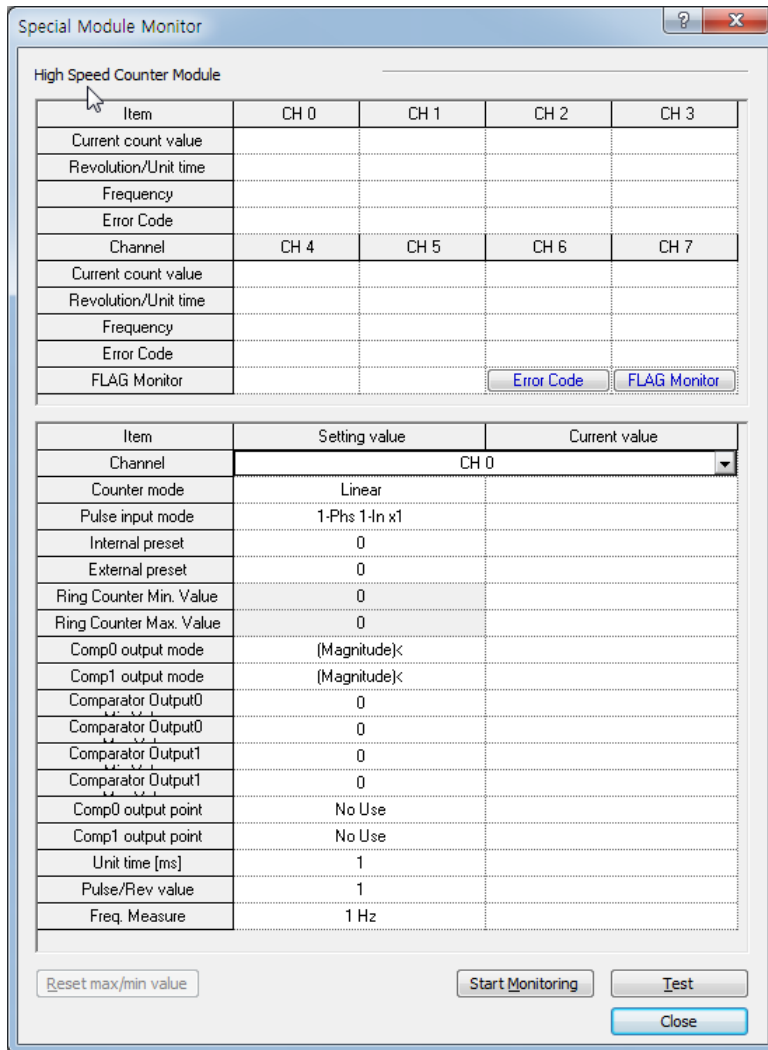 Special Module Monitor
High Speed Counter Module
Item CH 0 CH 1 CH 2 CH 3
Current count value
Revolution/Unit time
Frequency
Error Code
Channel CH 4 CH 5 CH 6 CH 7
Current count value
Revolution/Unit time
Frequency
Error Code
FLAG Monitor Error Code FLAG Monitor
Item Setting value Current value
Channel CH 0
Counter mode Linear
Pulse input mode 1-Phs 1-In x1
Internal preset 0
External preset 0
Ring Counter Min. Value 0
Ring Counter Max. Value 0
Comp0 output mode (Magnitude)<
Comp1 output mode (Magnitude)<
Comparator Output0 0
Comparator Output0 0
Comparator Output1 0
Comparator Output1 0
Comp0 output point No Use
Comp1 output point No Use
Unit time [ms] 1
Pulse/Rev value 1
Freq. Measure 1 Hz
Reset max/min value Start Monitoring Test
Close